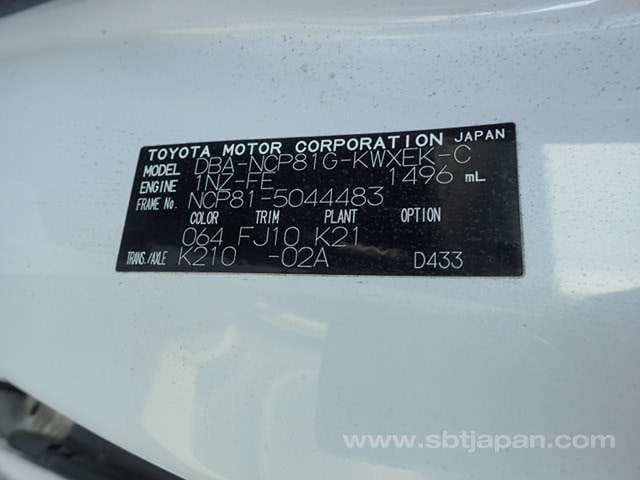 TOYOTA MOTOR CORPORATION JAPAN
MODEL DBA-NCP81G-KWXEK-C
ENGINE 1NZ-FE 1496 mL
FRAME No. NCP81-5044483
COLOR TRIM PLANT OPTION
064 FJ10 K21
TRANS./AXLE K210 -02A D433
www.sbtjapan.com